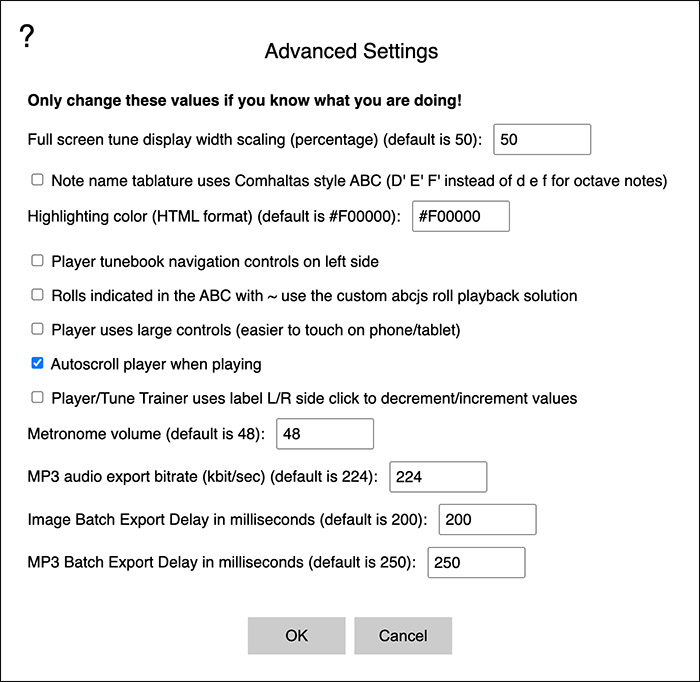 ?
Advanced Settings
Only change these values if you know what you are doing!
Full screen tune display width scaling (percentage) (default is 50): 50
Note name tablature uses Comhaltas style ABC (D' E' F' instead of d e f for octave notes)
Highlighting color (HTML format) (default is #F00000): #F00000
Player tunebook navigation controls on left side
Rolls indicated in the ABC with ~ use the custom abcjs roll playback solution
Player uses large controls (easier to touch on phone/tablet)
Autoscroll player when playing
Player/Tune Trainer uses label L/R side click to decrement/increment values
Metronome volume (default is 48): 48
MP3 audio export bitrate (kbit/sec) (default is 224): 224
Image Batch Export Delay in milliseconds (default is 200): 200
MP3 Batch Export Delay in milliseconds (default is 250): 250
OK Cancel